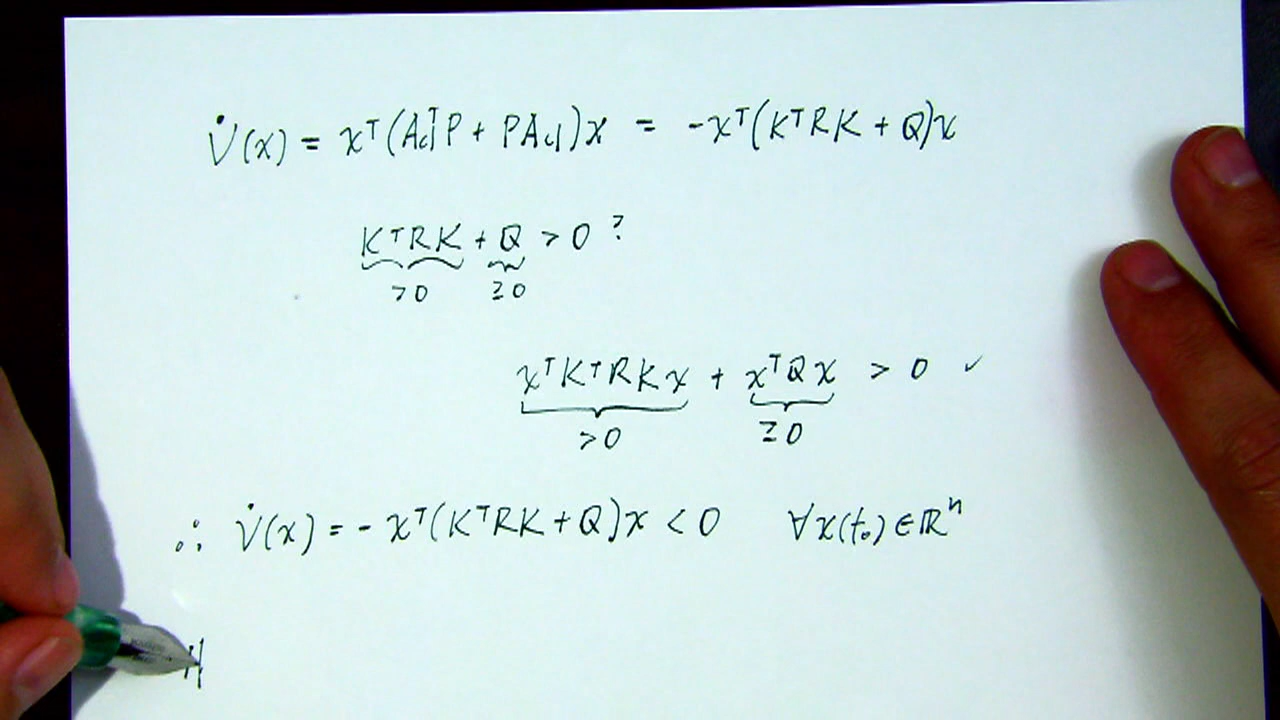 V̇(x) = xᵀ(A_clᵀP + PA_cl)x = -xᵀ(KᵀRK + Q)x
KᵀRK + Q > 0 ?
>0 ≥0
xᵀKᵀRKx + xᵀQx > 0 ✓
>0 ≥0
∴ V̇(x) = - xᵀ(KᵀRK + Q)x < 0 ∀x(t₀) ∈ ℝⁿ
H